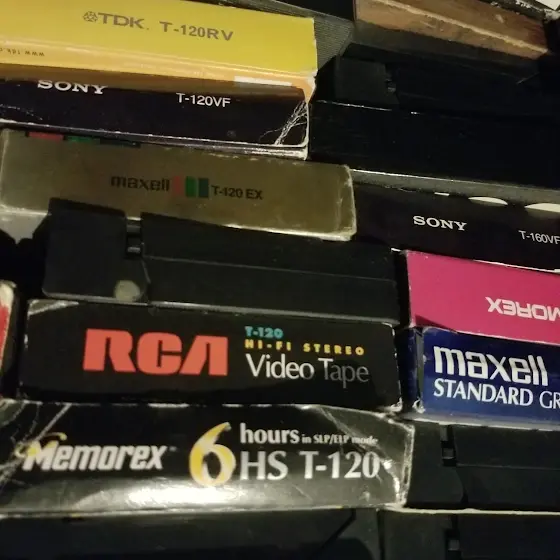 TDK. T-120RV
SONY T-120VF
maxell T-120 EX
SONY T-160VF
MOREX
RCA T-120
HI-FI STEREO
Video Tape
maxell
STANDARD GR
Memorex 6 hours in SLP/ELP mode
HS T-120